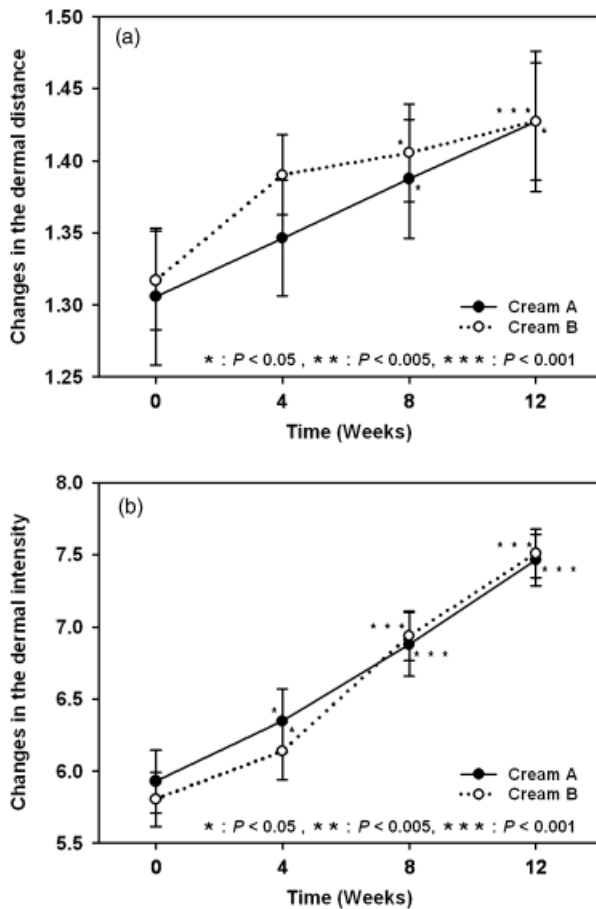 (a)
Changes in the dermal distance
1.50
1.45
* * *
*
1.40
*
*
1.35
1.30
Cream A
Cream B
* : P < 0.05 , * * : P < 0.005, * * * : P < 0.001
1.25
0 4 8 12
Time (Weeks)
(b)
Changes in the dermal intensity
8.0
7.5
* * *
* * *
7.0
* * *
* * *
6.5
*
*
6.0
Cream A
Cream B
* : P < 0.05 , * * : P < 0.005, * * * : P < 0.001
5.5
0 4 8 12
Time (Weeks)